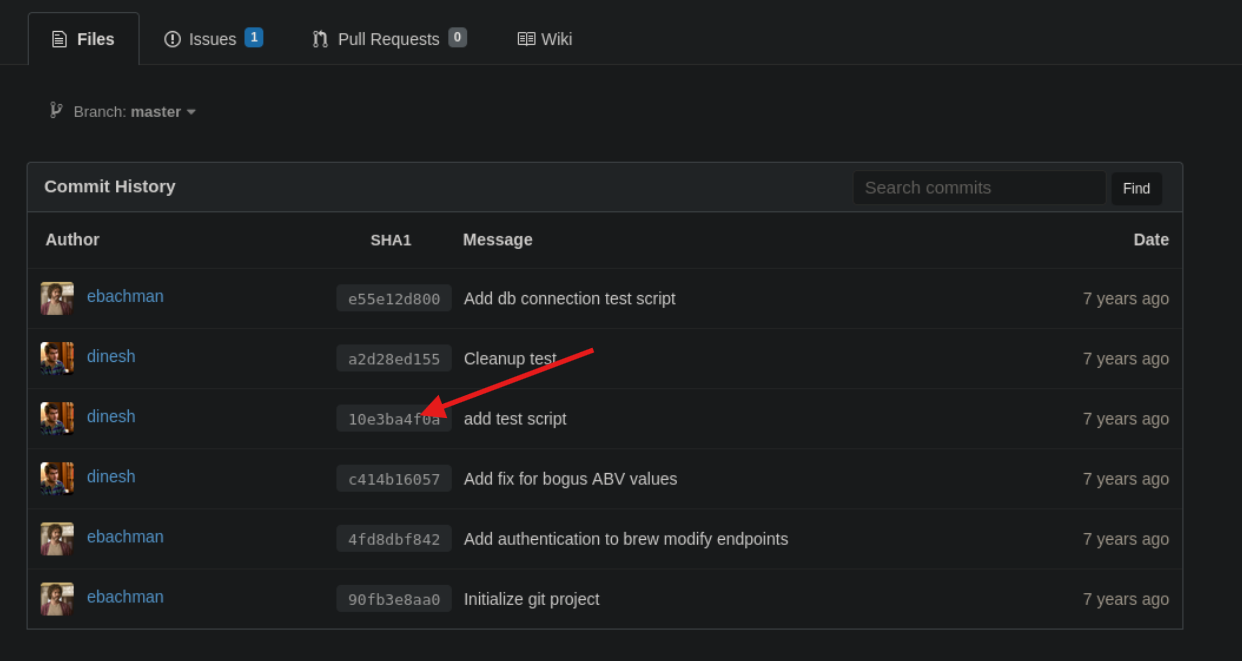 Files Issues 1 Pull Requests 0 Wiki
Branch: master
Commit History Search commits Find
Author SHA1 Message Date
ebachman e55e12d800 Add db connection test script 7 years ago
dinesh a2d28ed155 Cleanup test 7 years ago
dinesh 10e3ba4f0a add test script 7 years ago
dinesh c414b16057 Add fix for bogus ABV values 7 years ago
ebachman 4fd8dbf842 Add authentication to brew modify endpoints 7 years ago
ebachman 90fb3e8aa0 Initialize git project 7 years ago